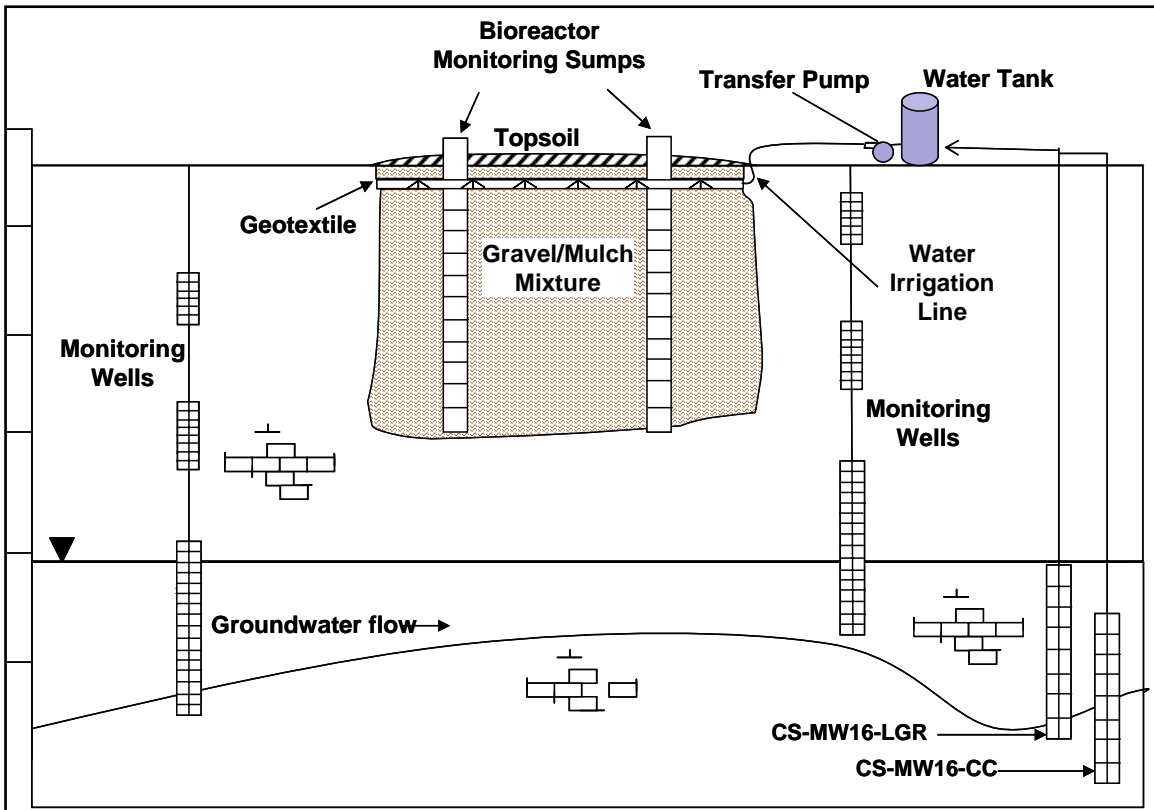 Bioreactor
Monitoring Sumps
Transfer Pump
Water Tank
Topsoil
Geotextile
Gravel/Mulch
Mixture
Water
Irrigation
Line
Monitoring
Wells
Monitoring
Wells
Groundwater flow
CS-MW16-LGR
CS-MW16-CC